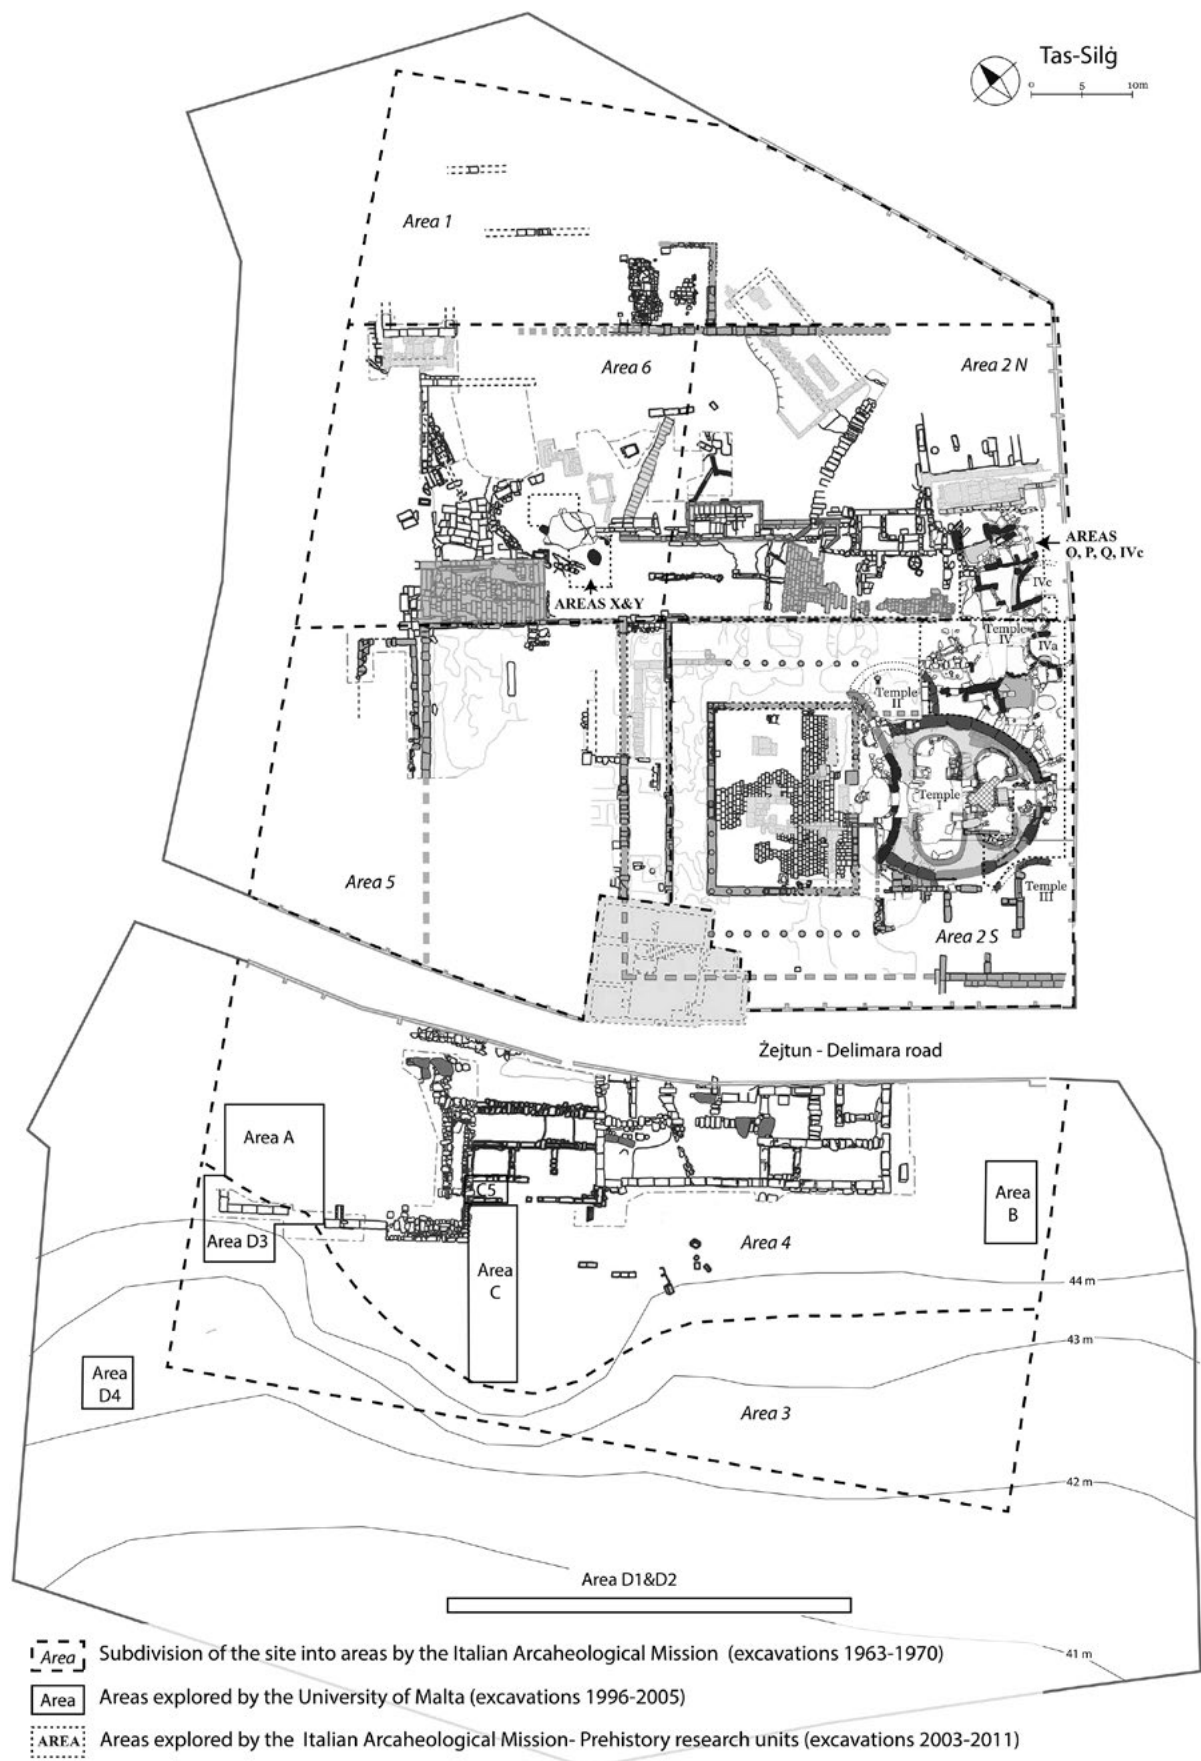 Tas-Silġ
0 5 10m
Area 1
Area 6
Area 2 N
AREAS
O, P, Q, IVc
IVc
AREAS X&Y
Temple
IV
IVa
Temple
II
Temple
I
Area 5
Temple
III
Area 2 S
Żejtun - Delimara road
Area A
Area
B
C5
Area D3
Area 4
Area
C
44 m
43 m
Area
D4
Area 3
42 m
Area D1&D2
41 m
Area Subdivision of the site into areas by the Italian Arcaheological Mission (excavations 1963-1970)
Area Areas explored by the University of Malta (excavations 1996-2005)
AREA Areas explored by the Italian Arcaheological Mission- Prehistory research units (excavations 2003-2011)